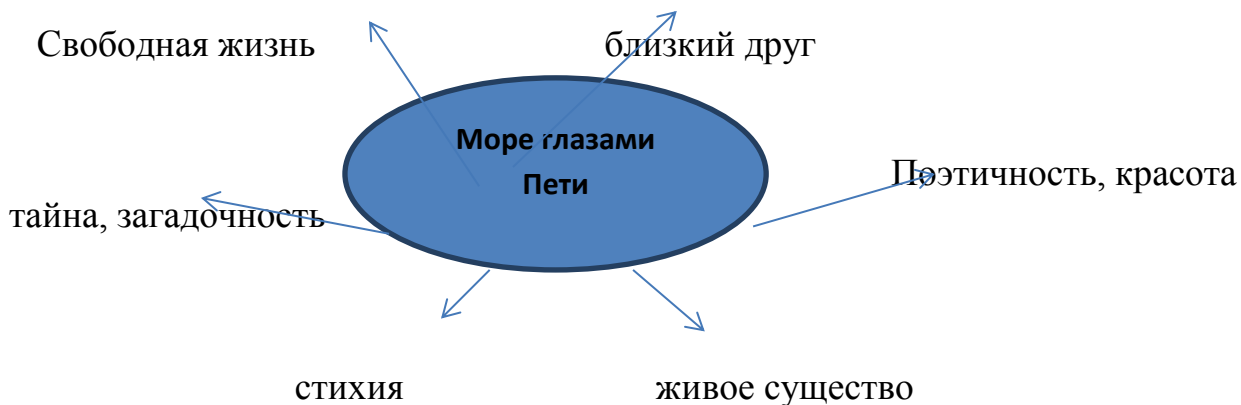 Свободная жизнь
близкий друг
Море глазами
Пети
Поэтичность, красота
тайна, загадочность
стихия
живое существо